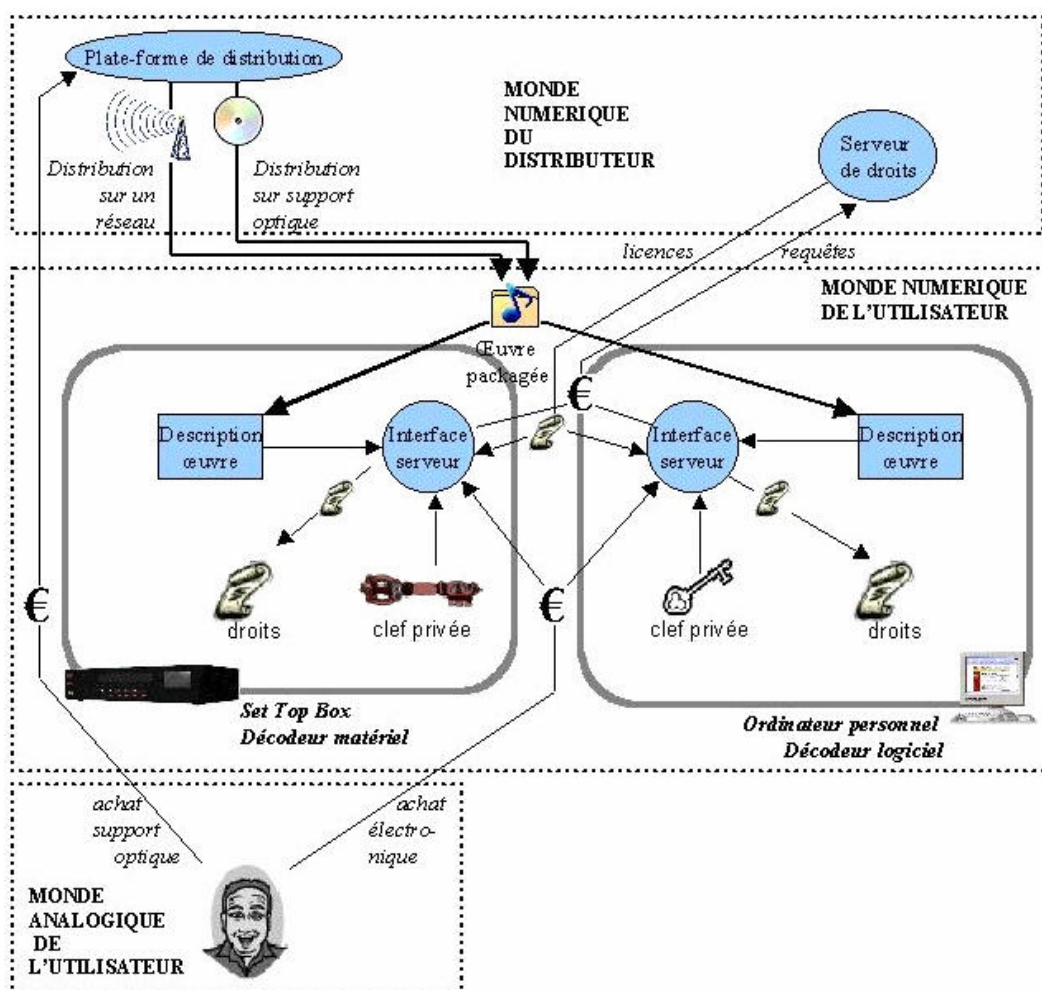 Plate-forme de distribution
MONDE
NUMERIQUE
DU
DISTRIBUTEUR
Serveur
de droits
Distribution
sur un
réseau
Distribution
sur support
optique
licences
requêtes
MONDE NUMERIQUE
DE L'UTILISATEUR
Œuvre
packagée
€
Description
œuvre
Interface
serveur
Interface
serveur
Description
œuvre
€
€
droits
clef privée
clef privée
droits
Set Top Box
Décodeur matériel
Ordinateur personnel
Décodeur logiciel
achat
support
optique
achat
électro-
nique
MONDE
ANALOGIQUE
DE
L'UTILISATEUR